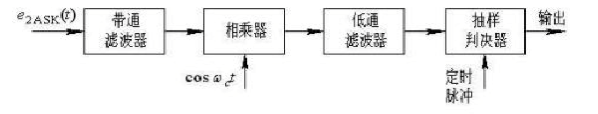 e2ASK(t)
带通
滤波器
相乘器
cos ωct
低通
滤波器
抽样
判决器
定时
脉冲
输出